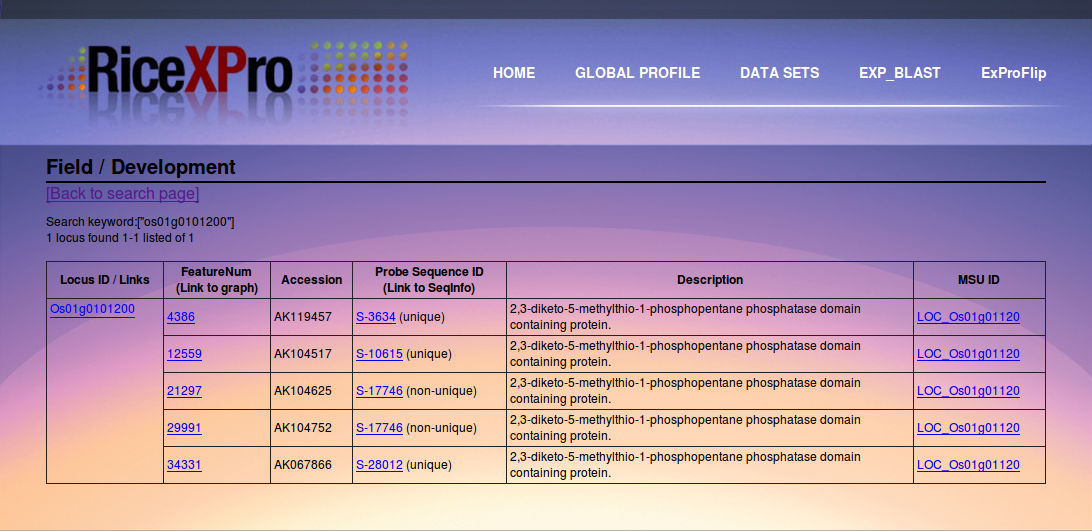 RiceXPro
HOME GLOBAL PROFILE DATA SETS EXP_BLAST ExProFlip
Field / Development
[Back to search page]
Search keyword:["os01g0101200"]
1 locus found 1-1 listed of 1
Locus ID / Links FeatureNum (Link to graph) Accession Probe Sequence ID (Link to SeqInfo) Description MSU ID
Os01g0101200 4386 AK119457 S-3634 (unique) 2,3-diketo-5-methylthio-1-phosphopentane phosphatase domain containing protein. LOC_Os01g01120
12559 AK104517 S-10615 (unique) 2,3-diketo-5-methylthio-1-phosphopentane phosphatase domain containing protein. LOC_Os01g01120
21297 AK104625 S-17746 (non-unique) 2,3-diketo-5-methylthio-1-phosphopentane phosphatase domain containing protein. LOC_Os01g01120
29991 AK104752 S-17746 (non-unique) 2,3-diketo-5-methylthio-1-phosphopentane phosphatase domain containing protein. LOC_Os01g01120
34331 AK067866 S-28012 (unique) 2,3-diketo-5-methylthio-1-phosphopentane phosphatase domain containing protein. LOC_Os01g01120